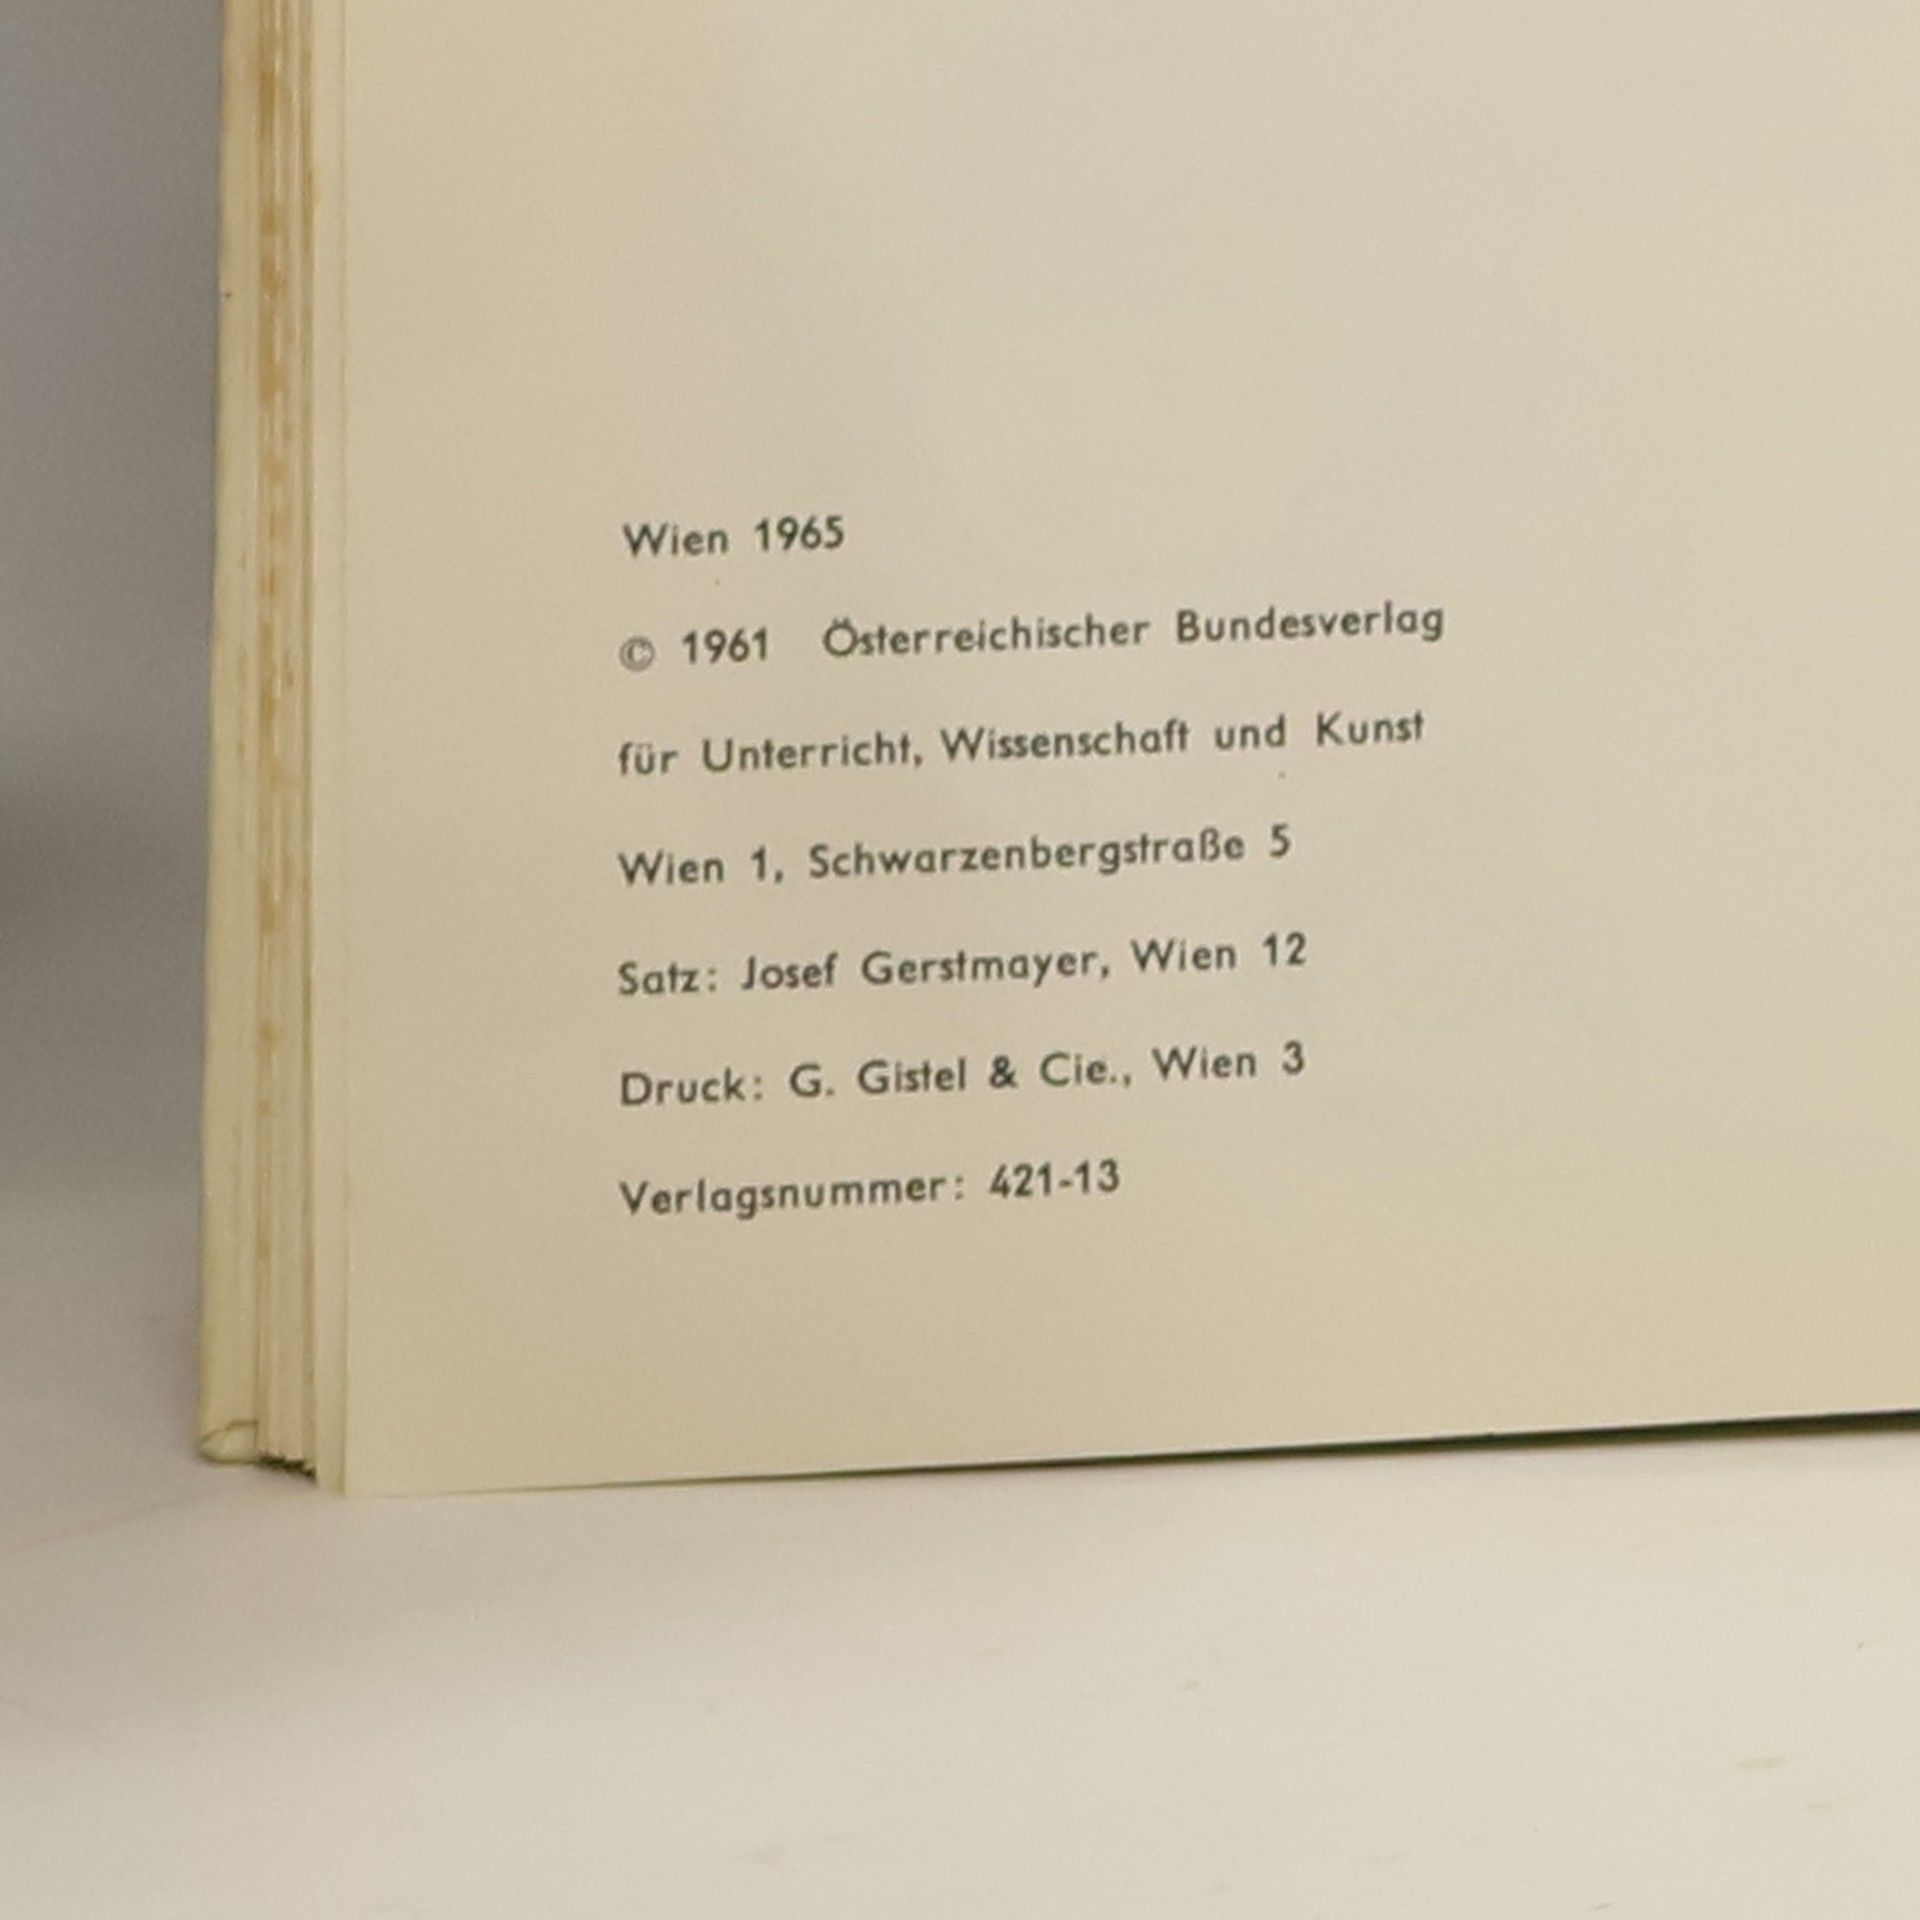 Wien 1965
© 1961 Österreichischer Bundesverlag
für Unterricht, Wissenschaft und Kunst
Wien 1, Schwarzenbergstraße 5
Satz: Josef Gerstmayer, Wien 12
Druck: G. Gistel & Cie., Wien 3
Verlagsnummer: 421-13